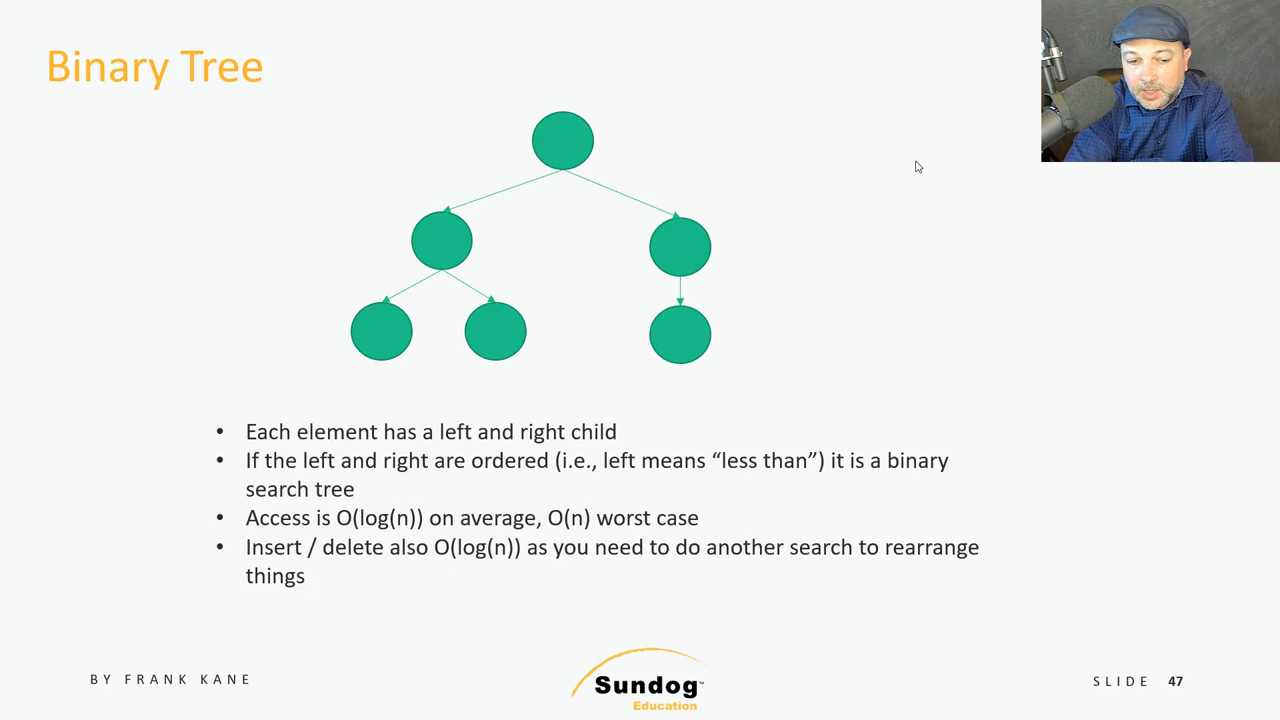 Binary Tree
• Each element has a left and right child
• If the left and right are ordered (i.e., left means “less than”) it is a binary
search tree
• Access is O(log(n)) on average, O(n) worst case
• Insert / delete also O(log(n)) as you need to do another search to rearrange
things
BY FRANK KANE
Sundog™
Education
SLIDE 47